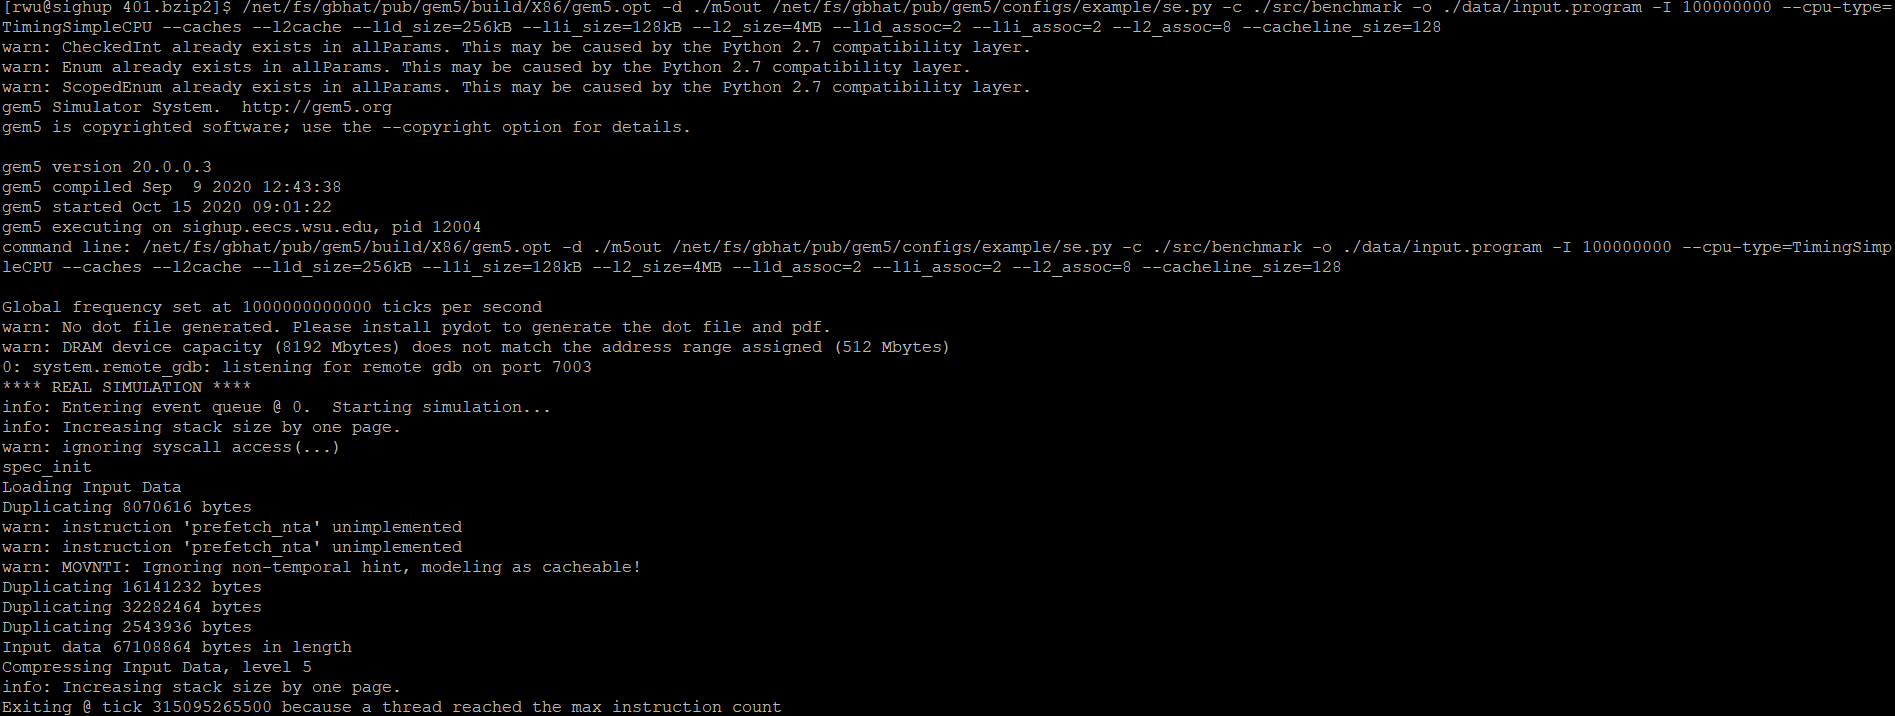 [rwu@sighup 401.bzip2]$ /net/fs/gbhat/pub/gem5/build/X86/gem5.opt -d ./m5out /net/fs/gbhat/pub/gem5/configs/example/se.py -c ./src/benchmark -o ./data/input.program -I 100000000 --cpu-type=
TimingSimpleCPU --caches --l2cache --l1d_size=256kB --l1i_size=128kB --l2_size=4MB --l1d_assoc=2 --l1i_assoc=2 --l2_assoc=8 --cacheline_size=128
warn: CheckedInt already exists in allParams. This may be caused by the Python 2.7 compatibility layer.
warn: Enum already exists in allParams. This may be caused by the Python 2.7 compatibility layer.
warn: ScopedEnum already exists in allParams. This may be caused by the Python 2.7 compatibility layer.
gem5 Simulator System.  http://gem5.org
gem5 is copyrighted software; use the --copyright option for details.

gem5 version 20.0.0.3
gem5 compiled Sep  9 2020 12:43:38
gem5 started Oct 15 2020 09:01:22
gem5 executing on sighup.eecs.wsu.edu, pid 12004
command line: /net/fs/gbhat/pub/gem5/build/X86/gem5.opt -d ./m5out /net/fs/gbhat/pub/gem5/configs/example/se.py -c ./src/benchmark -o ./data/input.program -I 100000000 --cpu-type=TimingSimp
leCPU --caches --l2cache --l1d_size=256kB --l1i_size=128kB --l2_size=4MB --l1d_assoc=2 --l1i_assoc=2 --l2_assoc=8 --cacheline_size=128

Global frequency set at 1000000000000 ticks per second
warn: No dot file generated. Please install pydot to generate the dot file and pdf.
warn: DRAM device capacity (8192 Mbytes) does not match the address range assigned (512 Mbytes)
0: system.remote_gdb: listening for remote gdb on port 7003
**** REAL SIMULATION ****
info: Entering event queue @ 0.  Starting simulation...
info: Increasing stack size by one page.
warn: ignoring syscall access(...)
spec_init
Loading Input Data
Duplicating 8070616 bytes
warn: instruction 'prefetch_nta' unimplemented
warn: instruction 'prefetch_nta' unimplemented
warn: MOVNTI: Ignoring non-temporal hint, modeling as cacheable!
Duplicating 16141232 bytes
Duplicating 32282464 bytes
Duplicating 2543936 bytes
Input data 67108864 bytes in length
Compressing Input Data, level 5
info: Increasing stack size by one page.
Exiting @ tick 315095265500 because a thread reached the max instruction count